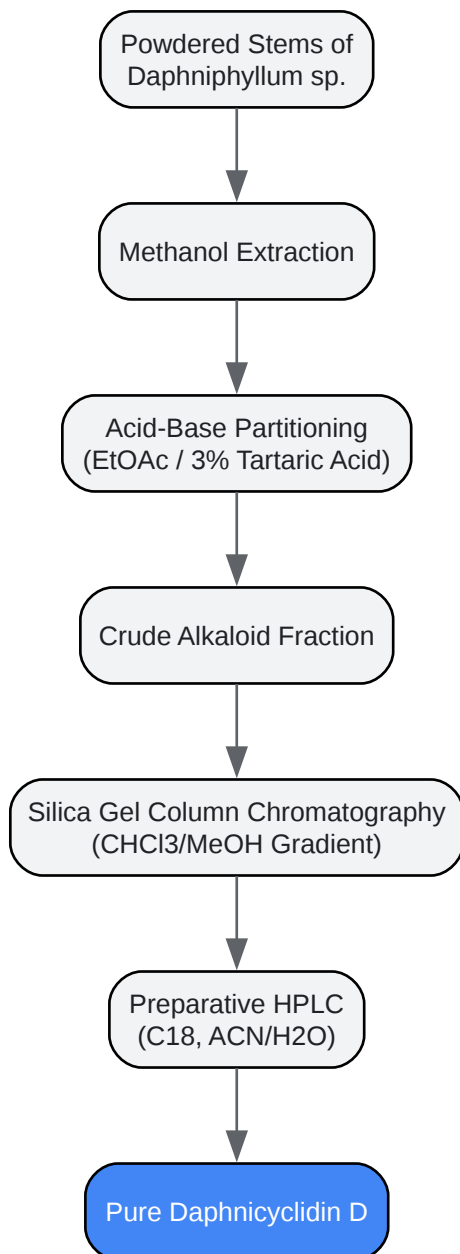 Powdered Stems of
Daphniphyllum sp.
Methanol Extraction
Acid-Base Partitioning
(EtOAc / 3% Tartaric Acid)
Crude Alkaloid Fraction
Silica Gel Column Chromatography
(CHCl3/MeOH Gradient)
Preparative HPLC
(C18, ACN/H2O)
Pure Daphnicyclidin D